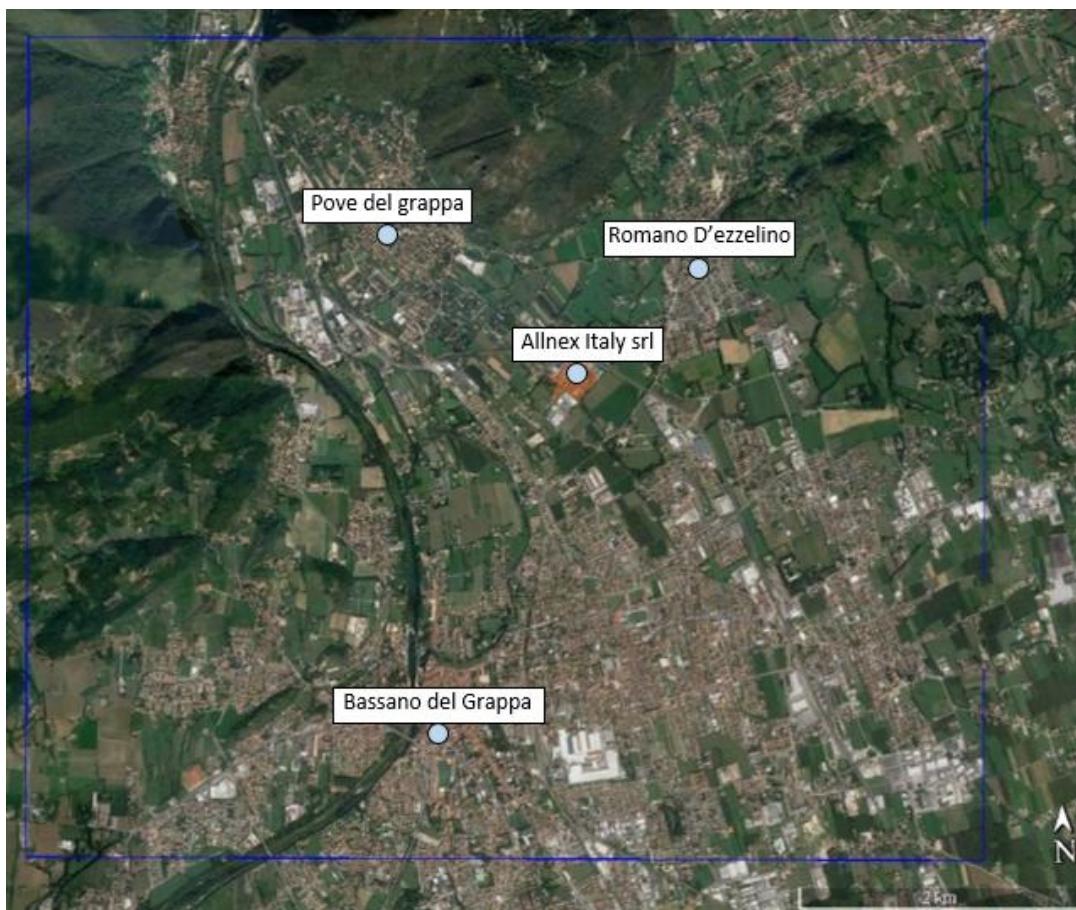 Pove del grappa
Romano D'ezzelino
Allnex Italy srl
Bassano del Grappa
N
2 km